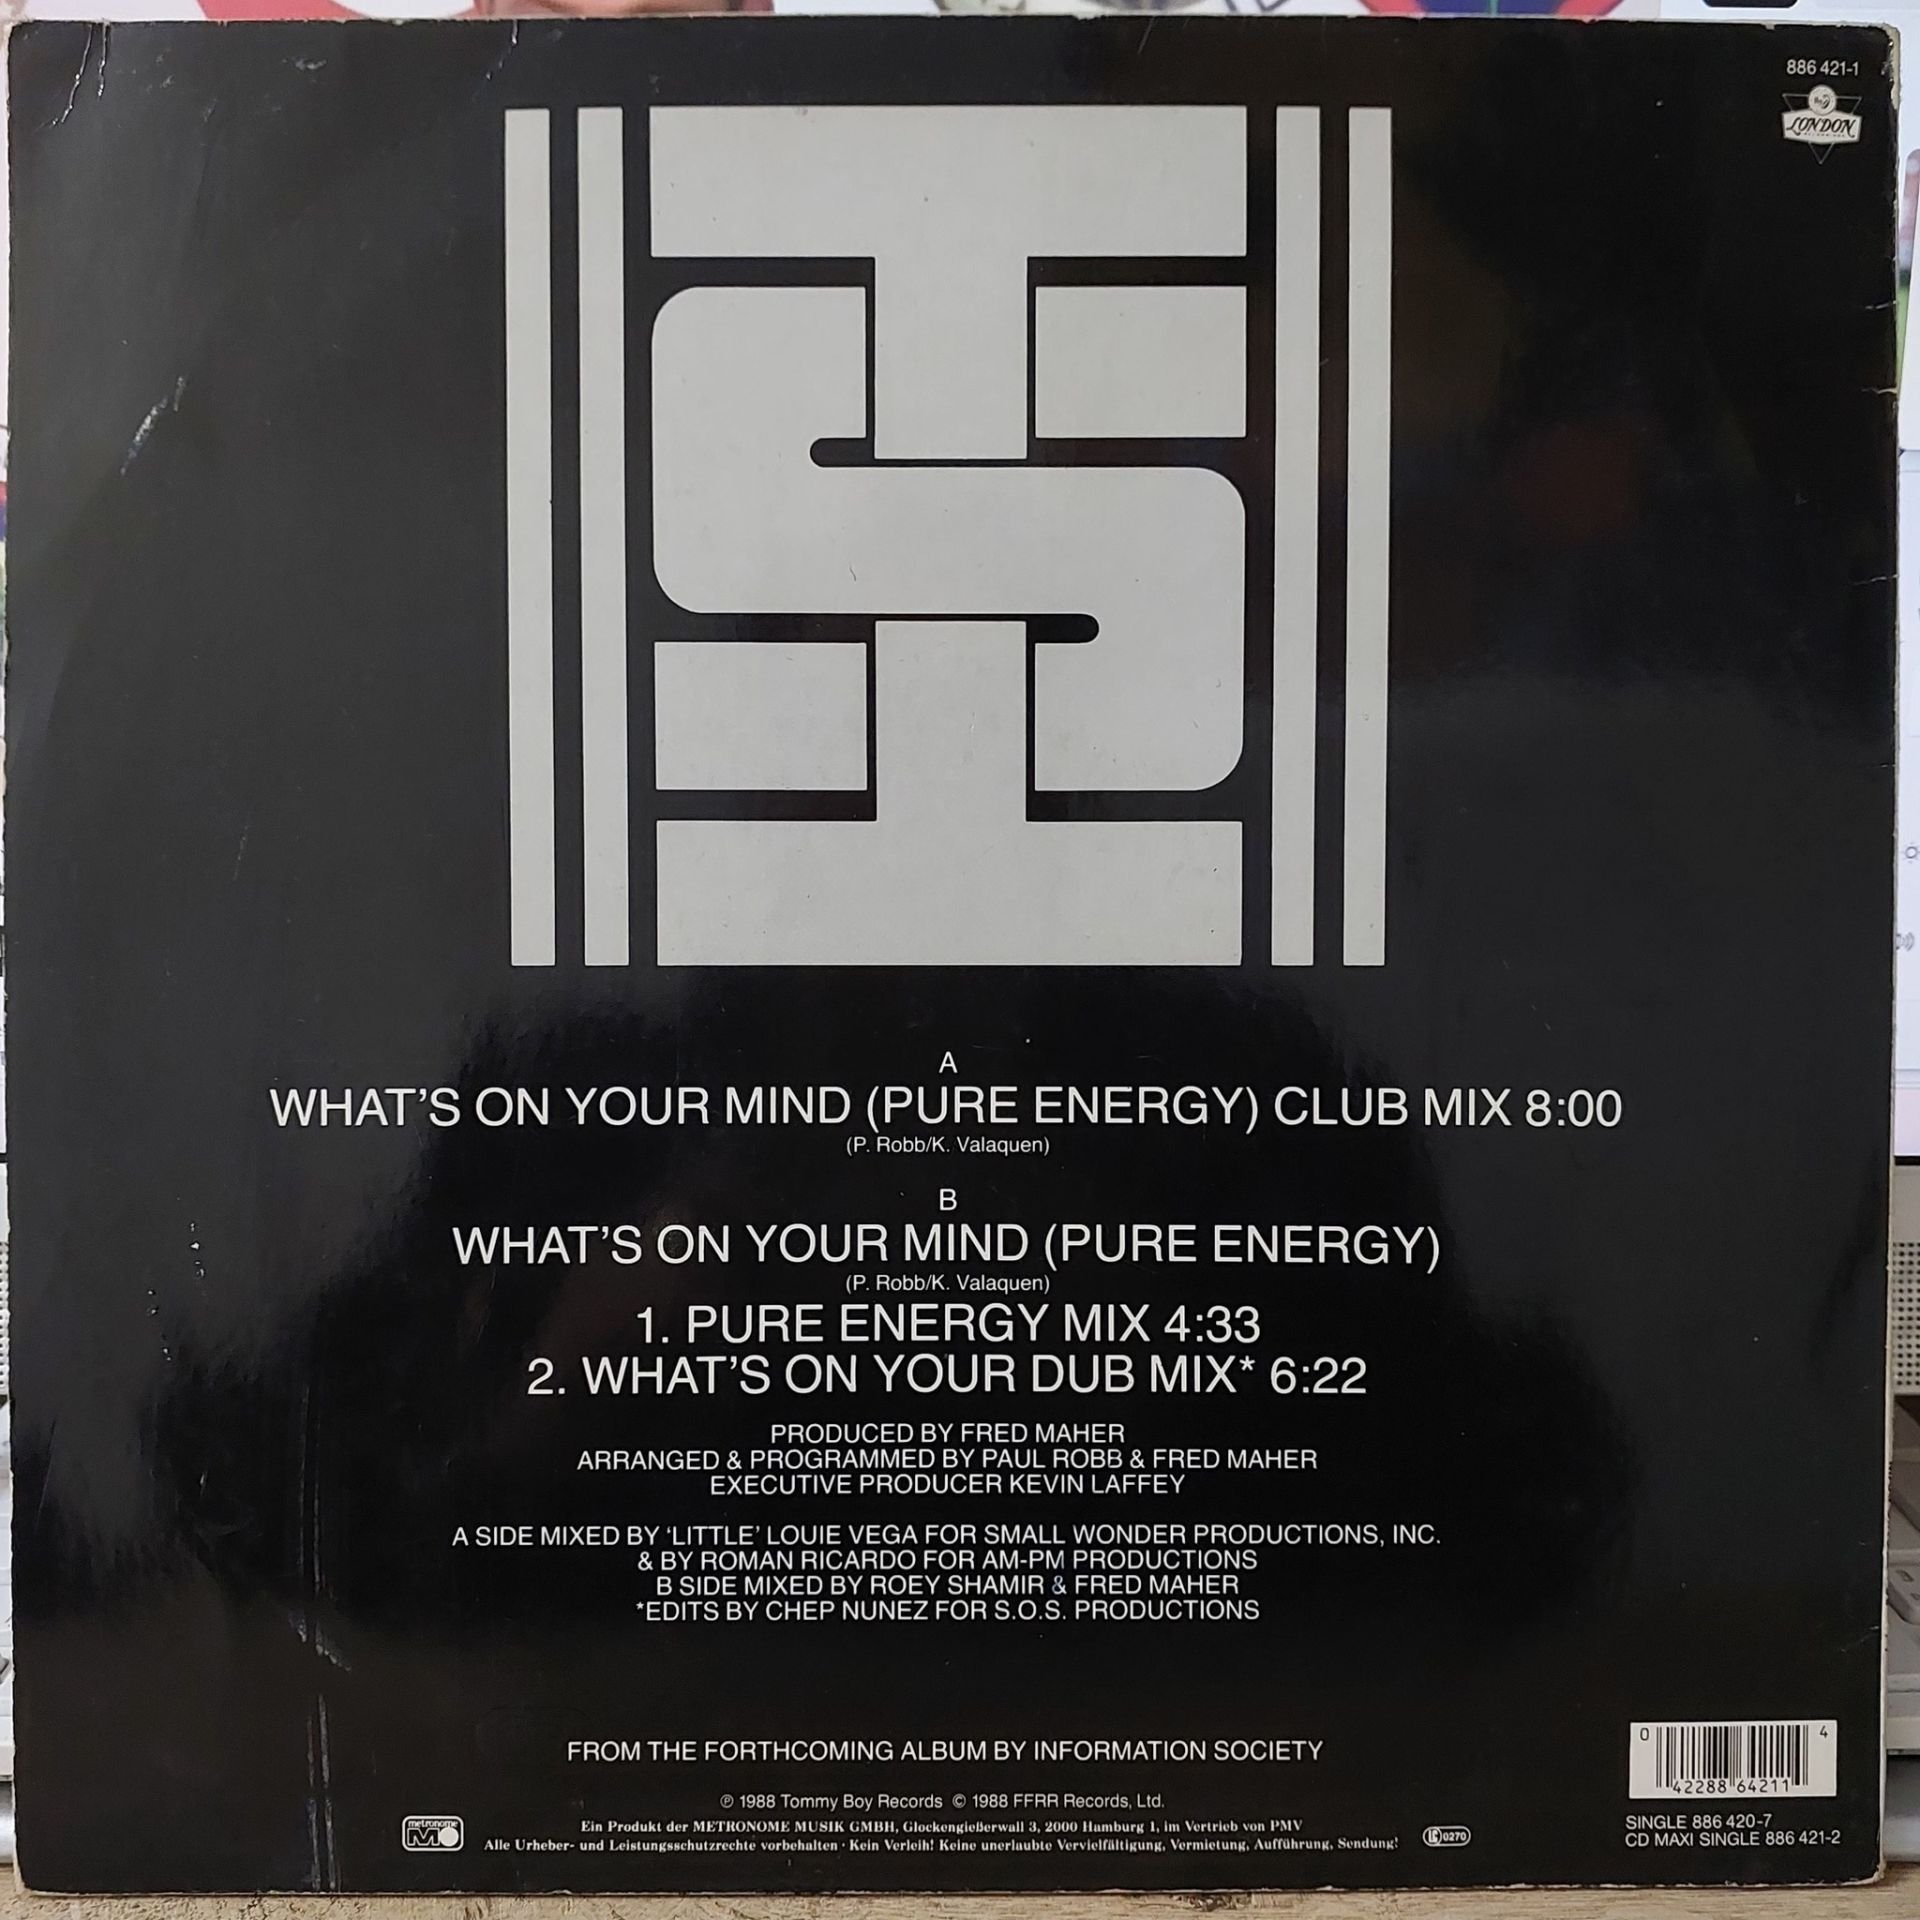 886 421-1
LONDON
A
WHAT'S ON YOUR MIND (PURE ENERGY) CLUB MIX 8:00
(P. Robb/K. Valaquen)
B
WHAT'S ON YOUR MIND (PURE ENERGY)
(P. Robb/K. Valaquen)
1. PURE ENERGY MIX 4:33
2. WHAT'S ON YOUR DUB MIX* 6:22
PRODUCED BY FRED MAHER
ARRANGED & PROGRAMMED BY PAUL ROBB & FRED MAHER
EXECUTIVE PRODUCER KEVIN LAFFEY
A SIDE MIXED BY 'LITTLE' LOUIE VEGA FOR SMALL WONDER PRODUCTIONS, INC.
& BY ROMAN RICARDO FOR AM-PM PRODUCTIONS
B SIDE MIXED BY ROEY SHAMIR & FRED MAHER
*EDITS BY CHEP NUNEZ FOR S.O.S. PRODUCTIONS
FROM THE FORTHCOMING ALBUM BY INFORMATION SOCIETY
℗ 1988 Tommy Boy Records © 1988 FFRR Records, Ltd.
metronome
Ein Produkt der METRONOME MUSIK GMBH, Glockengießerwall 3, 2000 Hamburg 1, im Vertrieb von PMV
Alle Urheber- und Leistungsschutzrechte vorbehalten · Kein Verleih! Keine unerlaubte Vervielfältigung, Vermietung, Aufführung, Sendung!
LC 0270
0 42288 64211 4
SINGLE 886 420-7
CD MAXI SINGLE 886 421-2